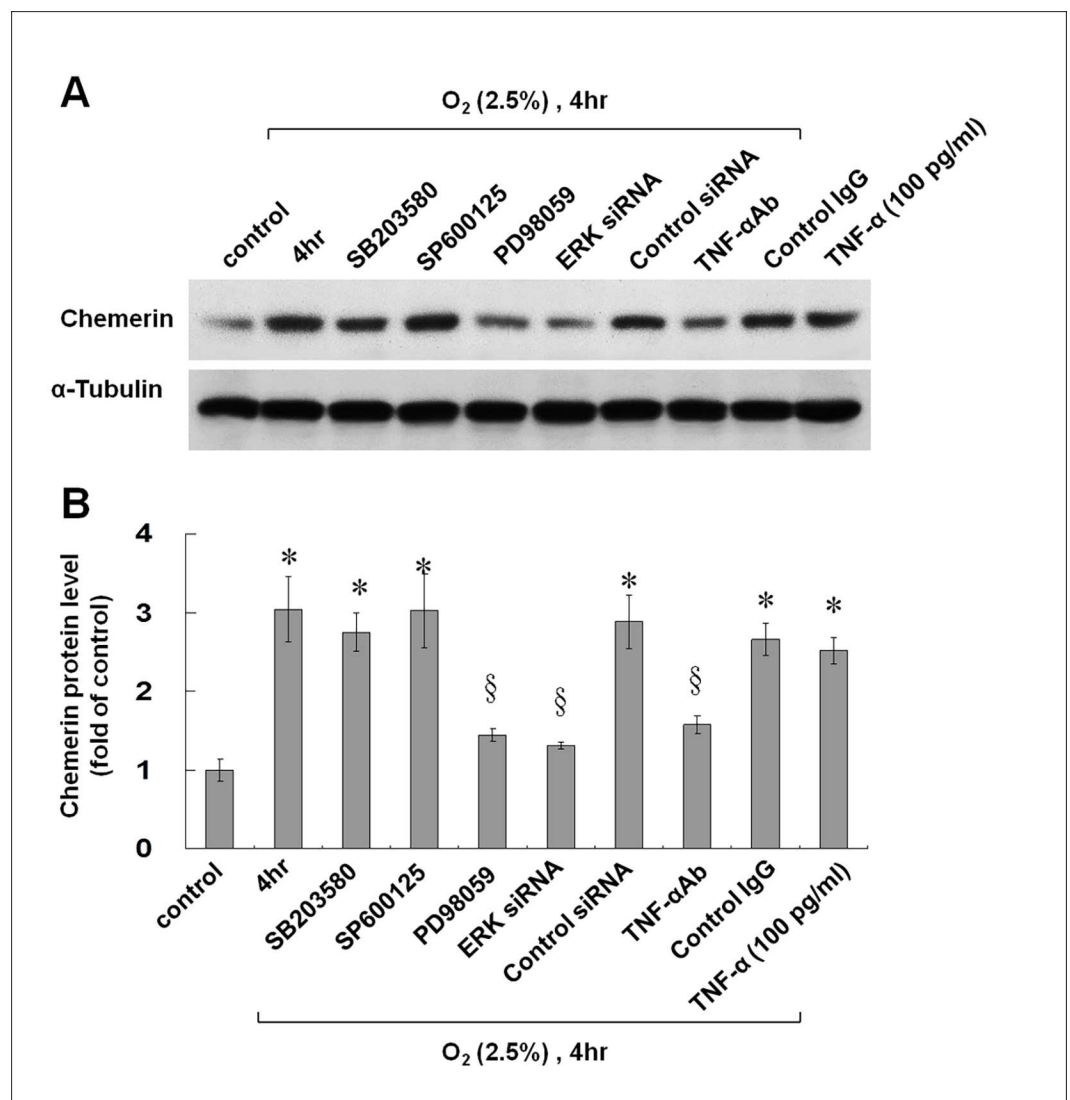 A
O₂ (2.5%) , 4hr
control
4hr
SB203580
SP600125
PD98059
ERK siRNA
Control siRNA
TNF-αAb
Control IgG
TNF-α (100 pg/ml)
Chemerin
α-Tubulin
B
Chemerin protein level
(fold of control)
4
3
2
1
0
*
*
*
§
§
*
§
*
*
control
4hr
SB203580
SP600125
PD98059
ERK siRNA
Control siRNA
TNF-αAb
Control IgG
TNF-α (100 pg/ml)
O₂ (2.5%) , 4hr